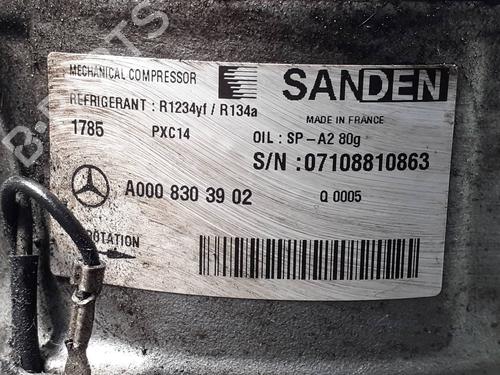 MECHANICAL COMPRESSOR
SANDEN
REFRIGERANT : R1234yf / R134a
MADE IN FRANCE
1785 PXC14
OIL : SP-A2 80g
S/N :07108810863
A000 830 39 02
Q 0005
ROTATION
B-PARTS